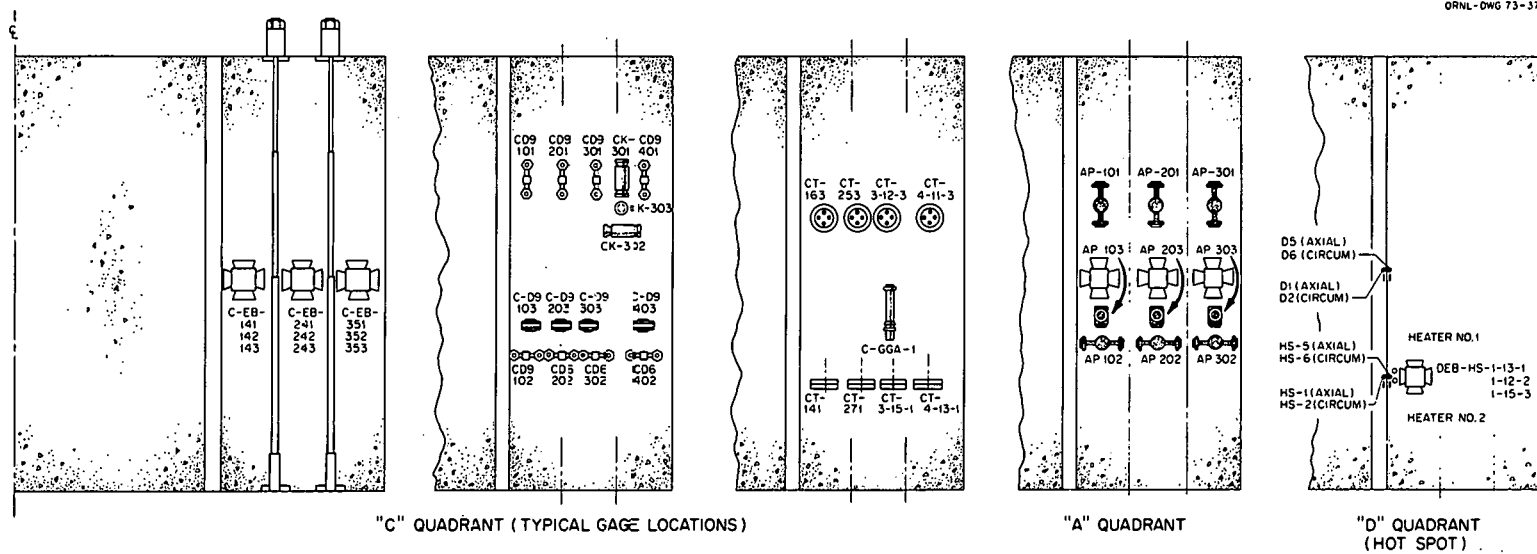 ORNL-DWG 73-37
℄
C-EB-
141
142
143
C-EB-
241
242
243
C-EB-
351
352
353
CD9
101
CD9
201
CD9
301
CK-
301
CD9
401
K-303
CK-302
C-D9
103
C-D9
203
C-D9
303
C-D9
403
CD9
102
CD6
202
CD6
302
CD6
402
CT-
163
CT-
253
CT-
3-12-3
CT-
4-11-3
C-GGA-1
CT-
141
CT-
271
CT-
3-15-1
CT-
4-13-1
"C" QUADRANT (TYPICAL GAGE LOCATIONS)
AP-101
AP-201
AP-301
AP 103
AP 203
AP 303
AP 102
AP 202
AP 302
"A" QUADRANT
D5 (AXIAL)
D6 (CIRCUM)
D1 (AXIAL)
D2 (CIRCUM)
HS-5 (AXIAL)
HS-6 (CIRCUM)
HS-1 (AXIAL)
HS-2 (CIRCUM)
HEATER NO.1
DEB-HS-1-13-1
1-12-2
1-15-3
HEATER NO.2
"D" QUADRANT
(HOT SPOT)